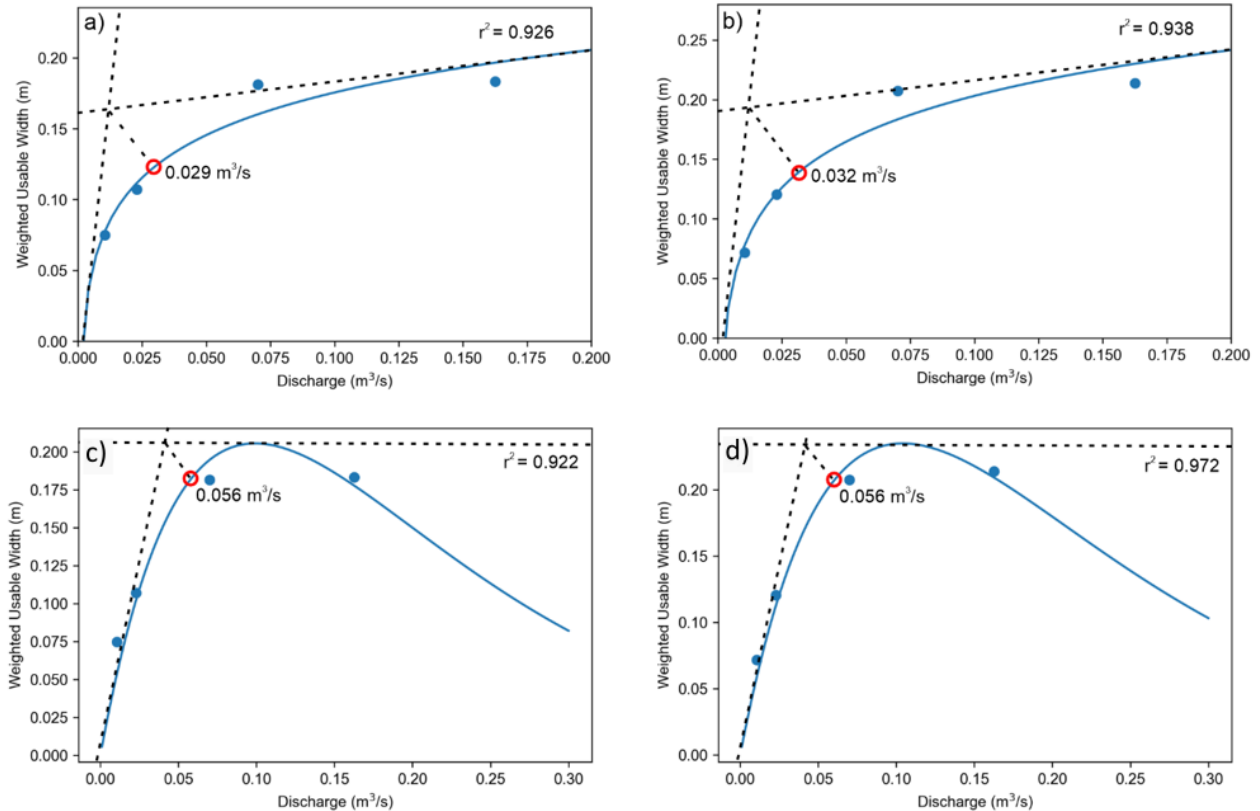 a)
r² = 0.926
Weighted Usable Width (m)
0.20
0.15
0.10
0.05
0.00
0.029 m³/s
0.000 0.025 0.050 0.075 0.100 0.125 0.150 0.175 0.200
Discharge (m³/s)
b)
r² = 0.938
Weighted Usable Width (m)
0.25
0.20
0.15
0.10
0.05
0.00
0.032 m³/s
0.000 0.025 0.050 0.075 0.100 0.125 0.150 0.175 0.200
Discharge (m³/s)
c)
r² = 0.922
Weighted Usable Width (m)
0.200
0.175
0.150
0.125
0.100
0.075
0.050
0.025
0.000
0.056 m³/s
0.00 0.05 0.10 0.15 0.20 0.25 0.30
Discharge (m³/s)
d)
r² = 0.972
Weighted Usable Width (m)
0.20
0.15
0.10
0.05
0.00
0.056 m³/s
0.00 0.05 0.10 0.15 0.20 0.25 0.30
Discharge (m³/s)